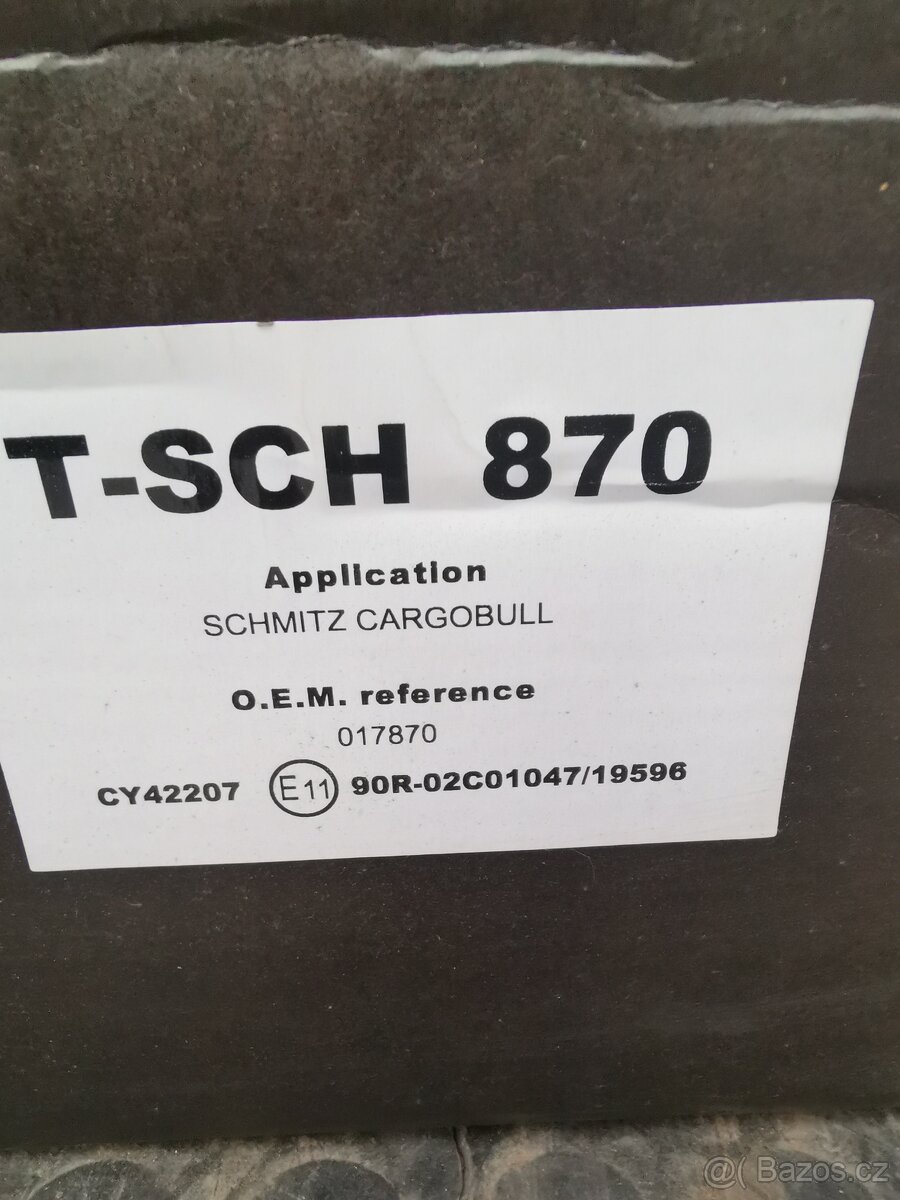 T-SCH 870
Application
SCHMITZ CARGOBULL
O.E.M. reference
017870
CY42207 E11 90R-02C01047/19596
@( Bazos.cz